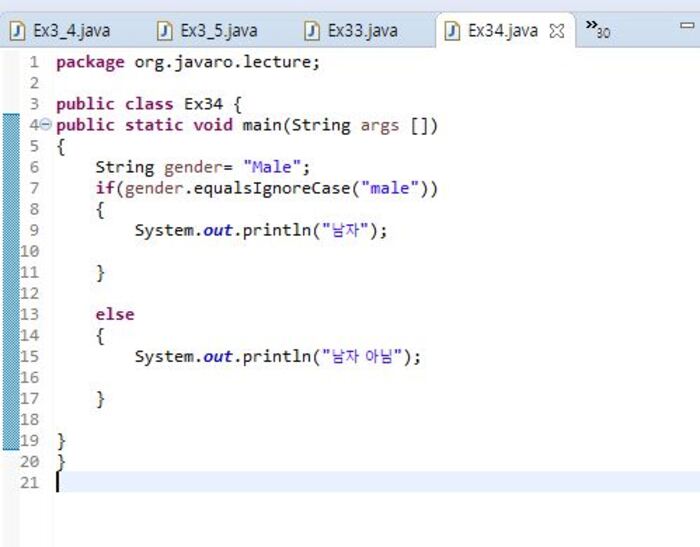 Ex3_4.java Ex3_5.java Ex33.java Ex34.java »30
1 package org.javaro.lecture;
2
3 public class Ex34 {
4 public static void main(String args [])
5 {
6 String gender= "Male";
7 if(gender.equalsIgnoreCase("male"))
8 {
9 System.out.println("남자");
10
11 }
12
13 else
14 {
15 System.out.println("남자 아님");
16
17 }
18
19 }
20 }
21